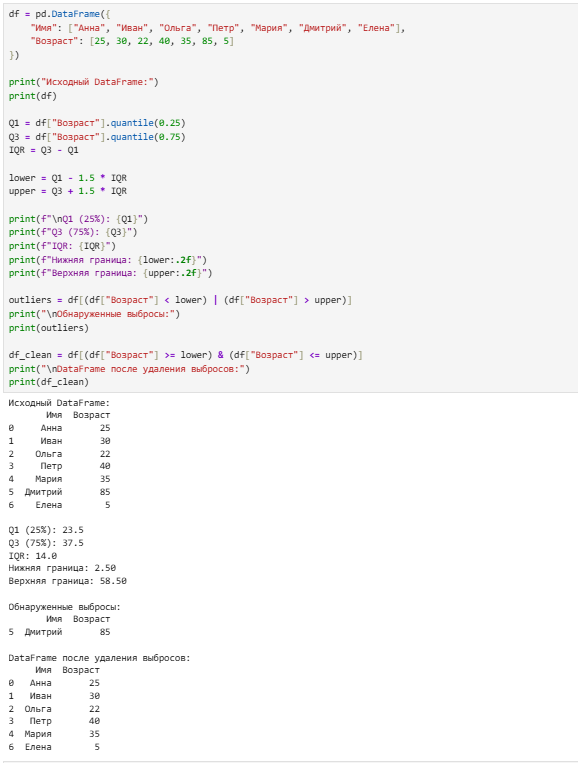 df = pd.DataFrame({
    "Имя": ["Анна", "Иван", "Ольга", "Петр", "Мария", "Дмитрий", "Елена"],
    "Возраст": [25, 30, 22, 40, 35, 85, 5]
})

print("Исходный DataFrame:")
print(df)

Q1 = df["Возраст"].quantile(0.25)
Q3 = df["Возраст"].quantile(0.75)
IQR = Q3 - Q1

lower = Q1 - 1.5 * IQR
upper = Q3 + 1.5 * IQR

print(f"\nQ1 (25%): {Q1}")
print(f"Q3 (75%): {Q3}")
print(f"IQR: {IQR}")
print(f"Нижняя граница: {lower:.2f}")
print(f"Верхняя граница: {upper:.2f}")

outliers = df[(df["Возраст"] < lower) | (df["Возраст"] > upper)]
print("\nОбнаруженные выбросы:")
print(outliers)

df_clean = df[(df["Возраст"] >= lower) & (df["Возраст"] <= upper)]
print("\nDataFrame после удаления выбросов:")
print(df_clean)
Исходный DataFrame:
       Имя  Возраст
0     Анна       25
1     Иван       30
2    Ольга       22
3     Петр       40
4    Мария       35
5  Дмитрий       85
6    Елена        5

Q1 (25%): 23.5
Q3 (75%): 37.5
IQR: 14.0
Нижняя граница: 2.50
Верхняя граница: 58.50

Обнаруженные выбросы:
       Имя  Возраст
5  Дмитрий       85

DataFrame после удаления выбросов:
     Имя  Возраст
0   Анна       25
1   Иван       30
2  Ольга       22
3   Петр       40
4  Мария       35
6  Елена        5